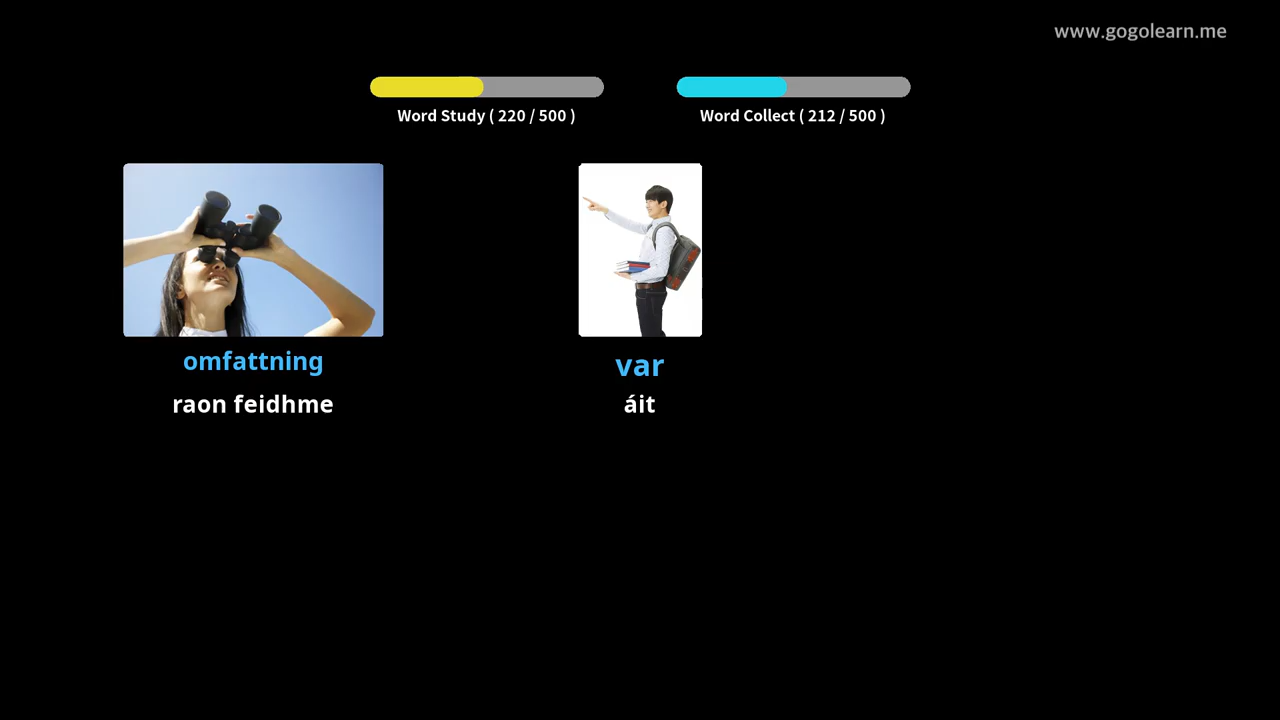 www.gogolearn.me
Word Study ( 220 / 500 )
Word Collect ( 212 / 500 )
omfattning
raon feidhme
var
áit